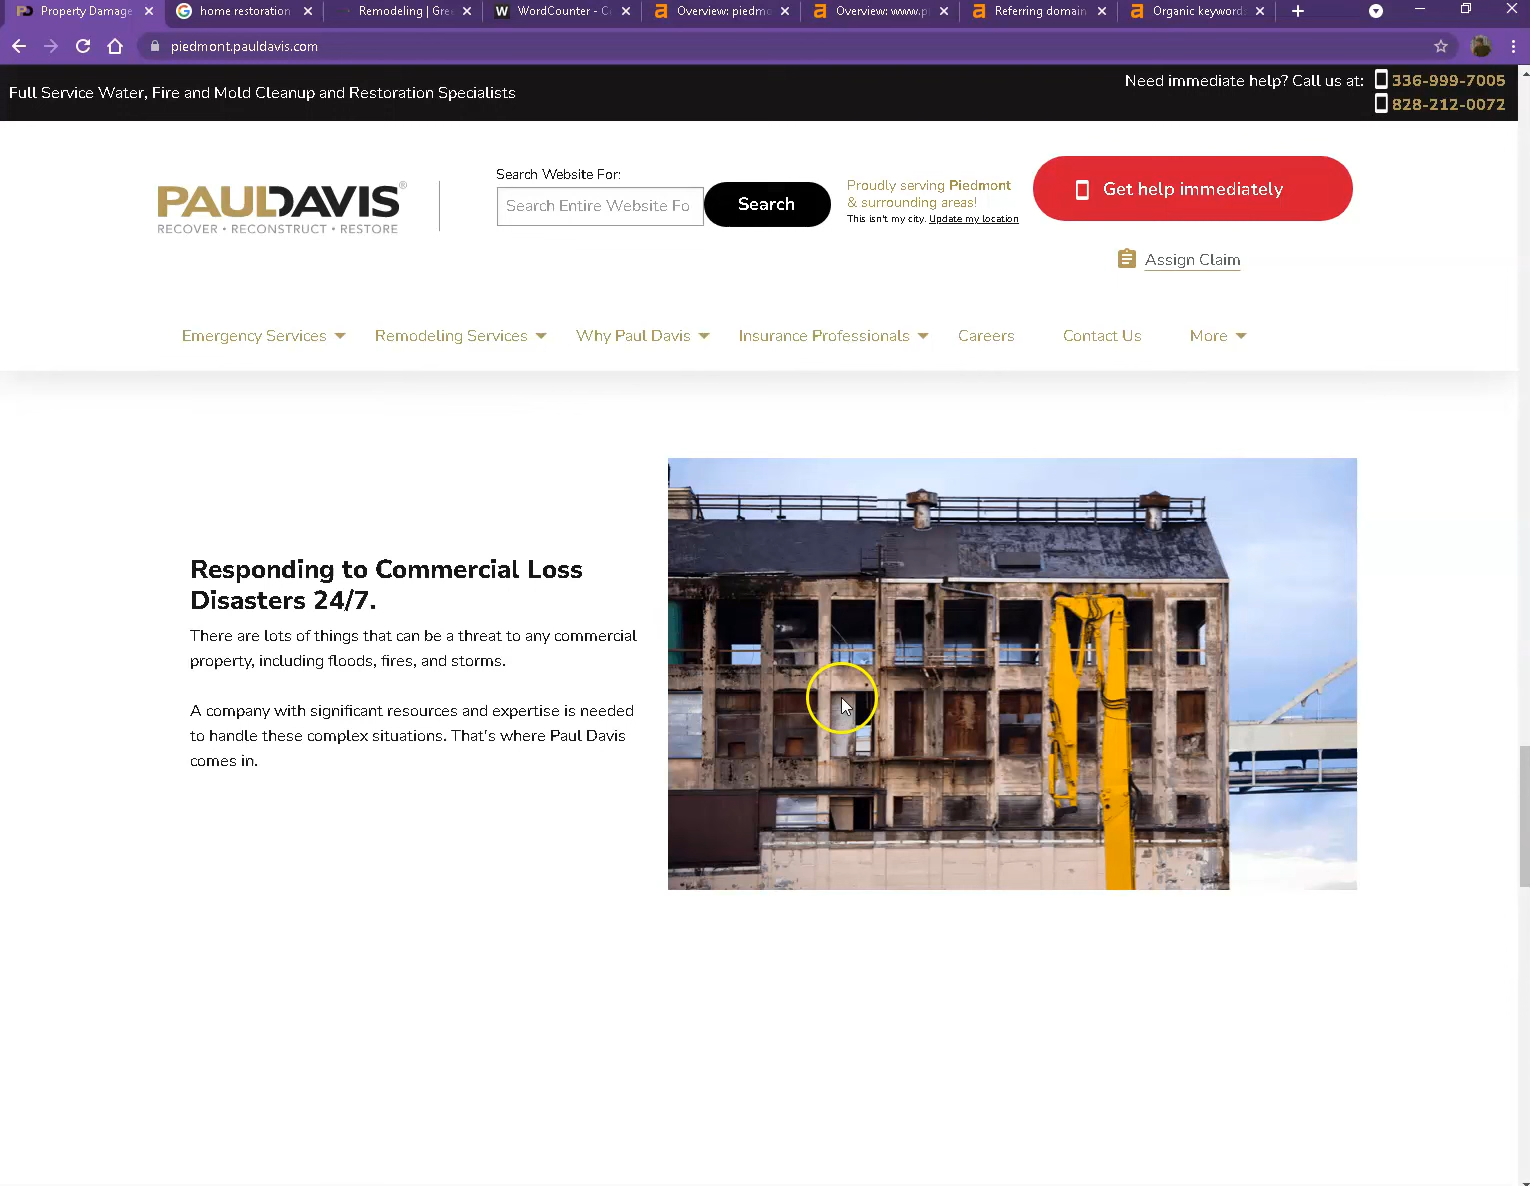 Property Damage
home restoration
Remodeling | Gre
WordCounter - C
Overview: piedmo
Overview: www.p
Referring domain
Organic keyword
piedmont.pauldavis.com
Full Service Water, Fire and Mold Cleanup and Restoration Specialists
Need immediate help? Call us at:
336-999-7005
828-212-0072
PAULDAVIS®
RECOVER • RECONSTRUCT • RESTORE
Search Website For:
Search Entire Website Fo
Search
Proudly serving Piedmont
& surrounding areas!
This isn't my city. Update my location
Get help immediately
Assign Claim
Emergency Services
Remodeling Services
Why Paul Davis
Insurance Professionals
Careers
Contact Us
More
Responding to Commercial Loss
Disasters 24/7.
There are lots of things that can be a threat to any commercial
property, including floods, fires, and storms.
A company with significant resources and expertise is needed
to handle these complex situations. That's where Paul Davis
comes in.